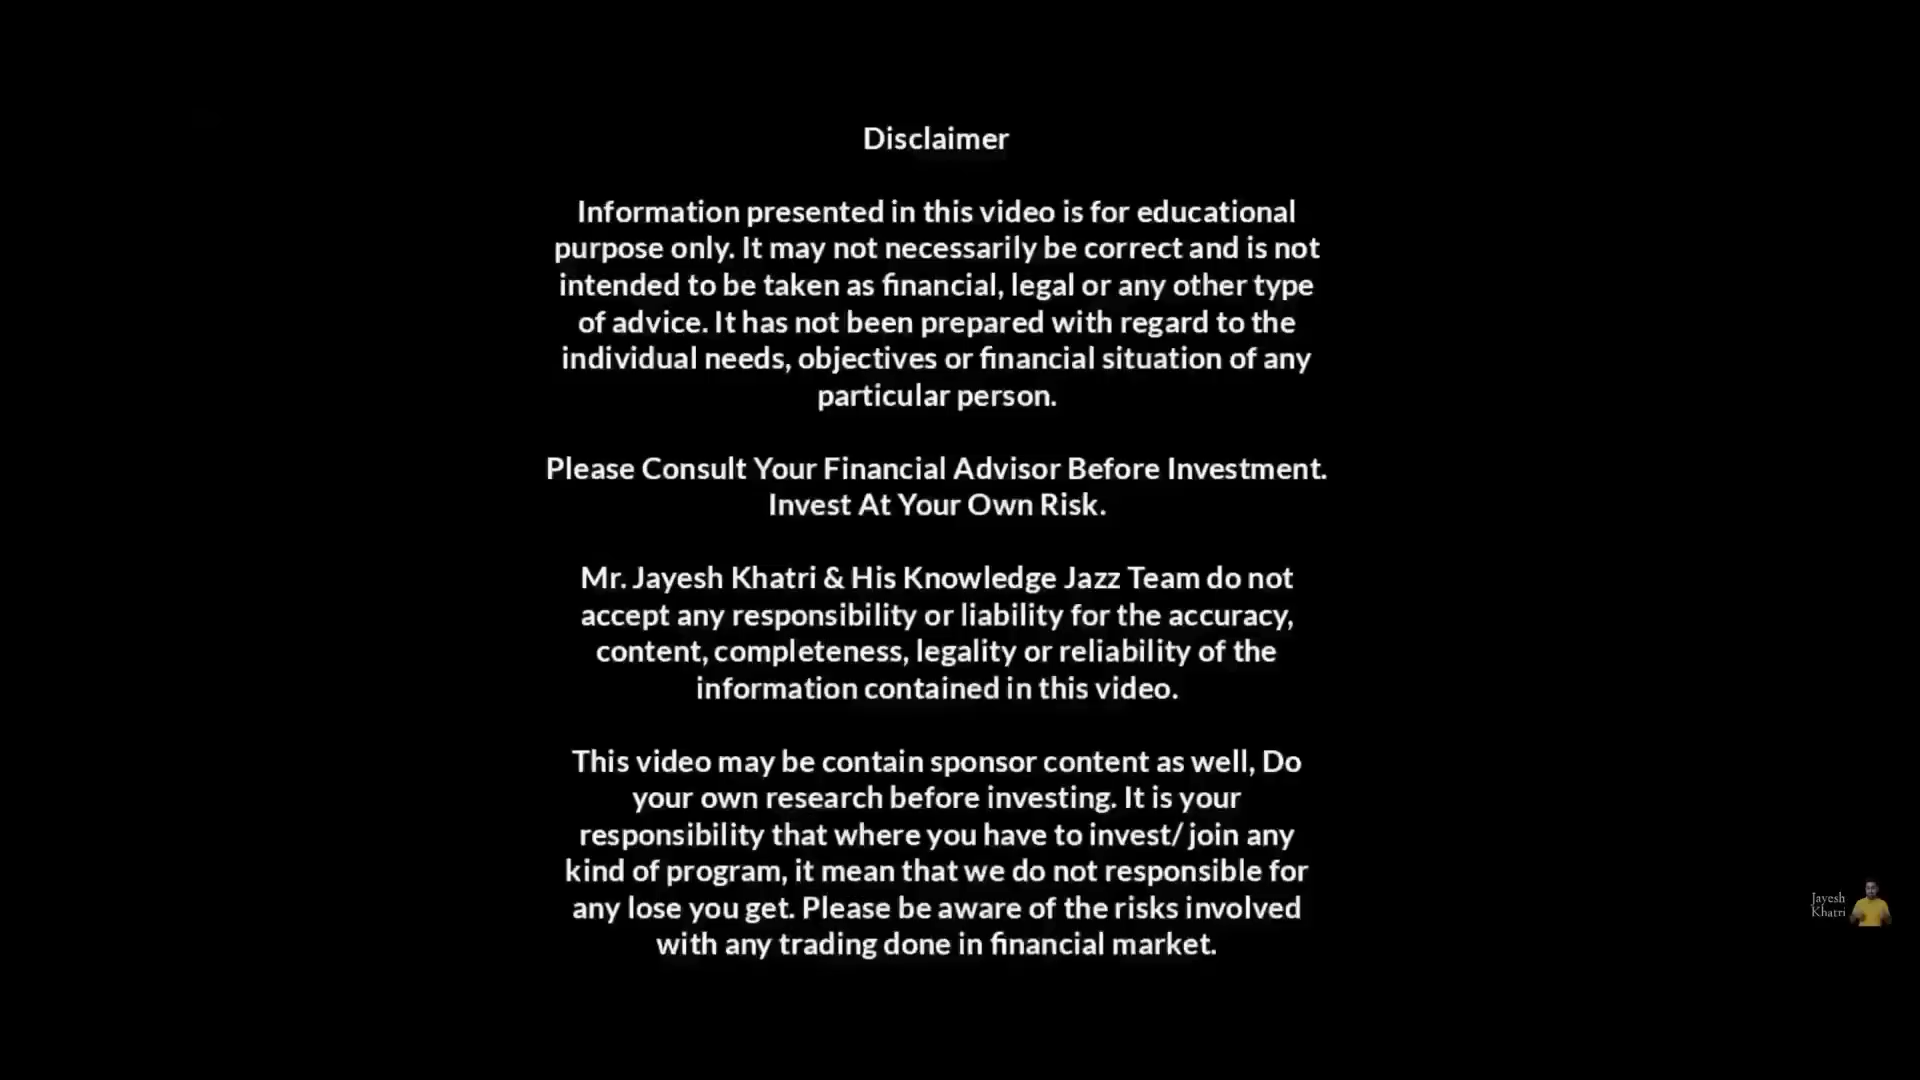 Disclaimer
Information presented in this video is for educational
purpose only. It may not necessarily be correct and is not
intended to be taken as financial, legal or any other type
of advice. It has not been prepared with regard to the
individual needs, objectives or financial situation of any
particular person.
Please Consult Your Financial Advisor Before Investment.
Invest At Your Own Risk.
Mr. Jayesh Khatri & His Knowledge Jazz Team do not
accept any responsibility or liability for the accuracy,
content, completeness, legality or reliability of the
information contained in this video.
This video may be contain sponsor content as well, Do
your own research before investing. It is your
responsibility that where you have to invest/ join any
kind of program, it mean that we do not responsible for
any lose you get. Please be aware of the risks involved
with any trading done in financial market.
Jayesh
Khatri